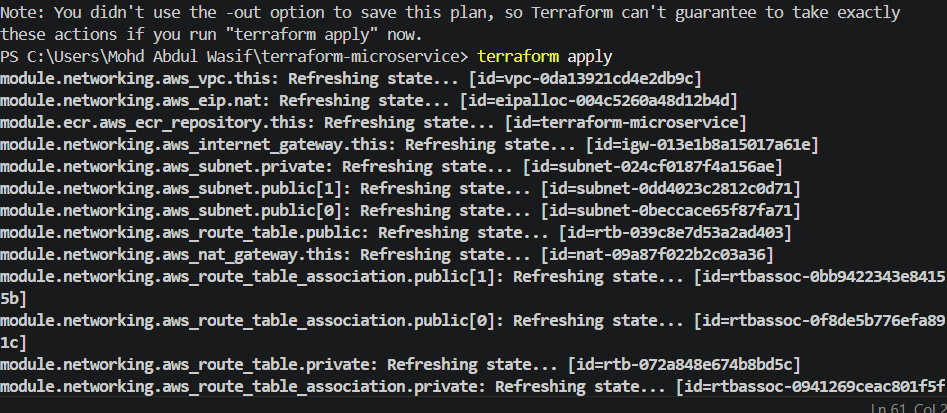 Note: You didn't use the -out option to save this plan, so Terraform can't guarantee to take exactly
these actions if you run "terraform apply" now.
PS C:\Users\Mohd Abdul Wasif\terraform-microservice> terraform apply
module.networking.aws_vpc.this: Refreshing state... [id=vpc-0da13921cd4e2db9c]
module.networking.aws_eip.nat: Refreshing state... [id=eipalloc-004c5260a48d12b4d]
module.ecr.aws_ecr_repository.this: Refreshing state... [id=terraform-microservice]
module.networking.aws_internet_gateway.this: Refreshing state... [id=igw-013e1b8a15017a61e]
module.networking.aws_subnet.private: Refreshing state... [id=subnet-024cf0187f4a156ae]
module.networking.aws_subnet.public[1]: Refreshing state... [id=subnet-0dd4023c2812c0d71]
module.networking.aws_subnet.public[0]: Refreshing state... [id=subnet-0beccace65f87fa71]
module.networking.aws_route_table.public: Refreshing state... [id=rtb-039c8e7d53a2ad403]
module.networking.aws_nat_gateway.this: Refreshing state... [id=nat-09a87f022b2c03a36]
module.networking.aws_route_table_association.public[1]: Refreshing state... [id=rtbassoc-0bb9422343e8415
5b]
module.networking.aws_route_table_association.public[0]: Refreshing state... [id=rtbassoc-0f8de5b776efa89
1c]
module.networking.aws_route_table.private: Refreshing state... [id=rtb-072a848e674b8bd5c]
module.networking.aws_route_table_association.private: Refreshing state... [id=rtbassoc-0941269ceac801f5f
Ln 61, Col 2